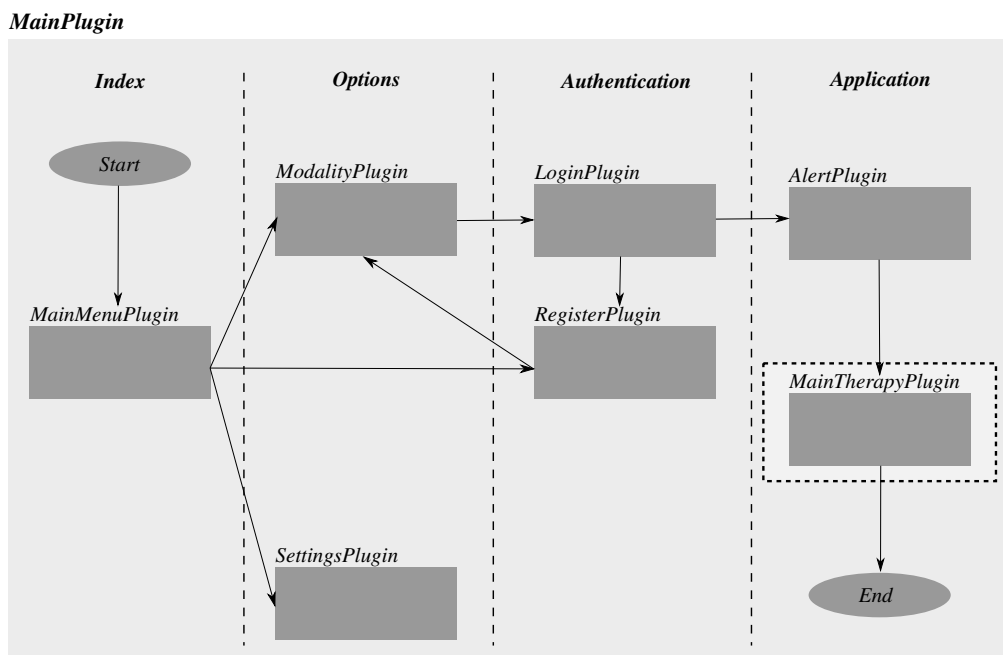 MainPlugin
Index
Options
Authentication
Application
Start
ModalityPlugin
LoginPlugin
AlertPlugin
MainMenuPlugin
RegisterPlugin
MainTherapyPlugin
SettingsPlugin
End